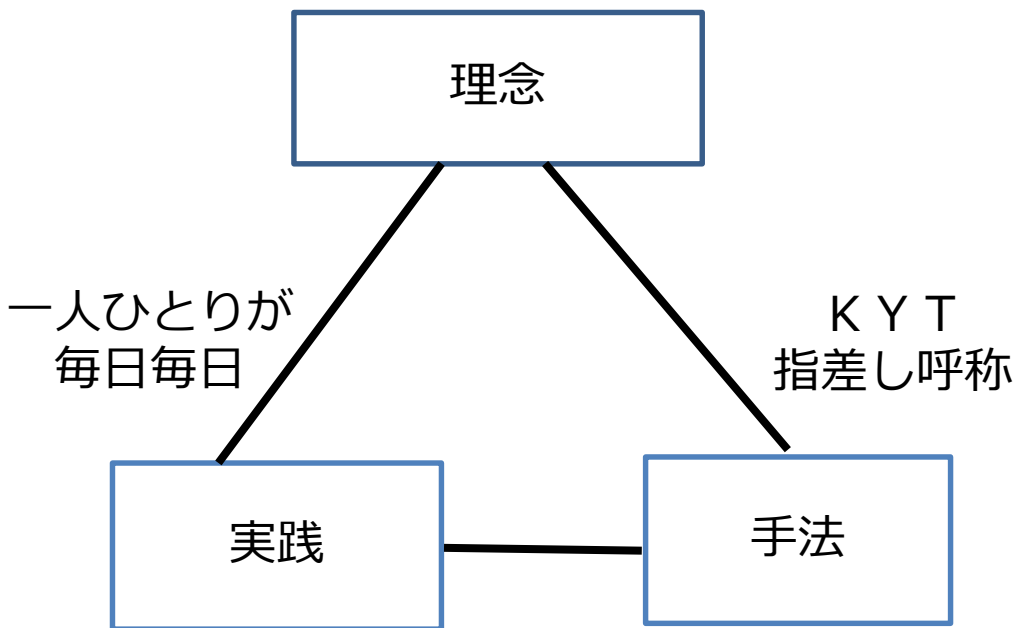 理念
一人ひとりが
毎日毎日
ＫＹＴ
指差し呼称
実践
手法